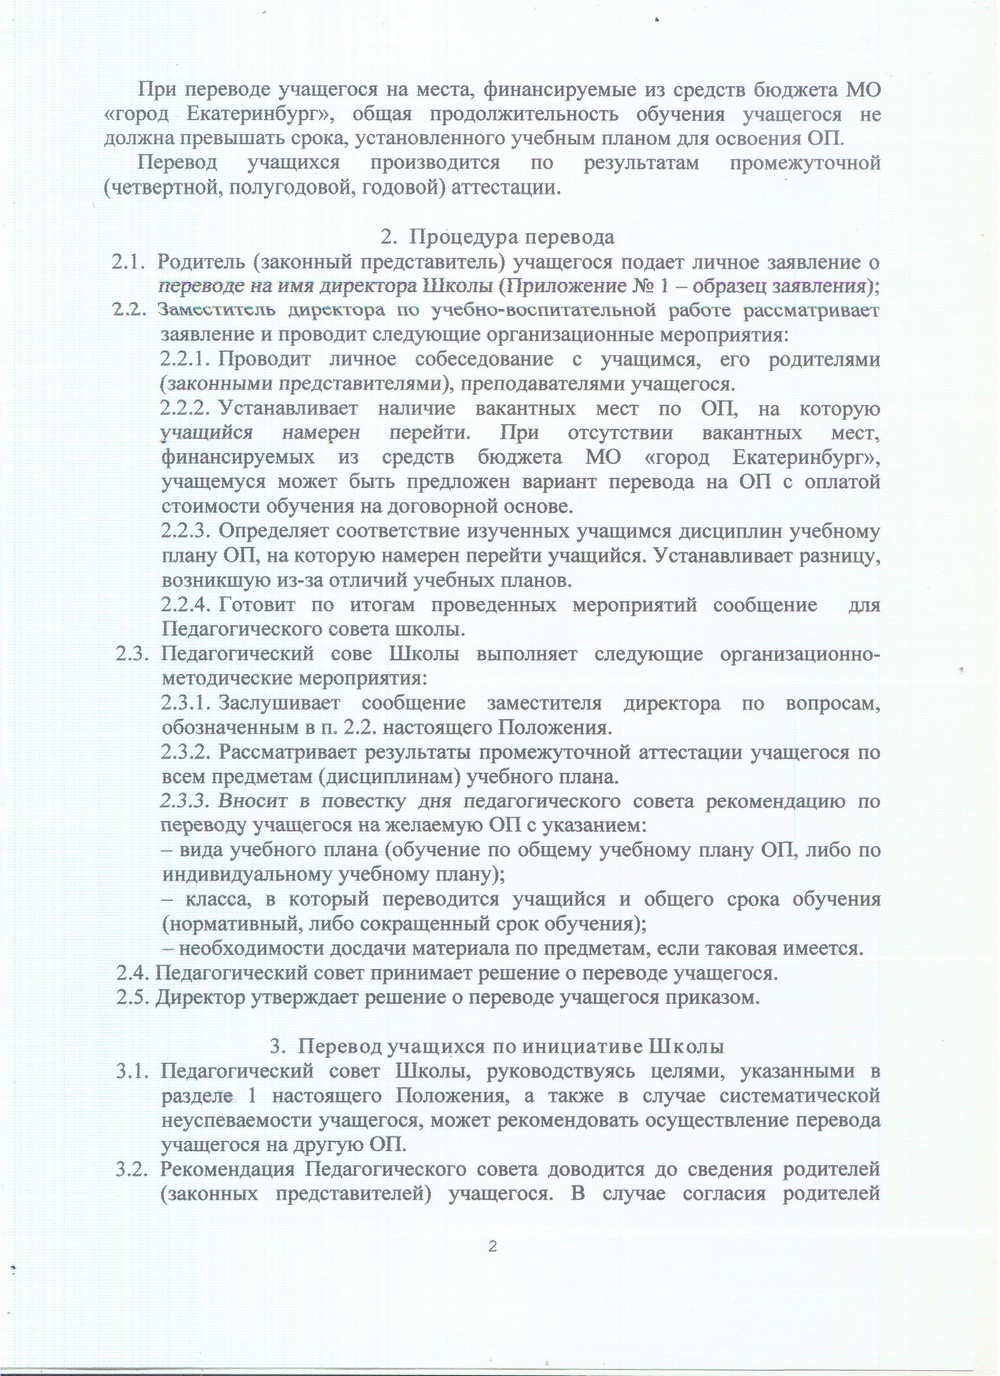 При переводе учащегося на места, финансируемые из средств бюджета МО
«город Екатеринбург», общая продолжительность обучения учащегося не
должна превышать срока, установленного учебным планом для освоения ОП.
Перевод учащихся производится по результатам промежуточной
(четвертной, полугодовой, годовой) аттестации.
2. Процедура перевода
2.1. Родитель (законный представитель) учащегося подает личное заявление о
переводе на имя директора Школы (Приложение № 1 – образец заявления);
2.2. Заместитель директора по учебно-воспитательной работе рассматривает
заявление и проводит следующие организационные мероприятия:
2.2.1. Проводит личное собеседование с учащимся, его родителями
(законными представителями), преподавателями учащегося.
2.2.2. Устанавливает наличие вакантных мест по ОП, на которую
учащийся намерен перейти. При отсутствии вакантных мест,
финансируемых из средств бюджета МО «город Екатеринбург»,
учащемуся может быть предложен вариант перевода на ОП с оплатой
стоимости обучения на договорной основе.
2.2.3. Определяет соответствие изученных учащимся дисциплин учебному
плану ОП, на которую намерен перейти учащийся. Устанавливает разницу,
возникшую из-за отличий учебных планов.
2.2.4. Готовит по итогам проведенных мероприятий сообщение для
Педагогического совета школы.
2.3. Педагогический сове Школы выполняет следующие организационно-
методические мероприятия:
2.3.1. Заслушивает сообщение заместителя директора по вопросам,
обозначенным в п. 2.2. настоящего Положения.
2.3.2. Рассматривает результаты промежуточной аттестации учащегося по
всем предметам (дисциплинам) учебного плана.
2.3.3. Вносит в повестку дня педагогического совета рекомендацию по
переводу учащегося на желаемую ОП с указанием:
– вида учебного плана (обучение по общему учебному плану ОП, либо по
индивидуальному учебному плану);
– класса, в который переводится учащийся и общего срока обучения
(нормативный, либо сокращенный срок обучения);
– необходимости досдачи материала по предметам, если таковая имеется.
2.4. Педагогический совет принимает решение о переводе учащегося.
2.5. Директор утверждает решение о переводе учащегося приказом.
3. Перевод учащихся по инициативе Школы
3.1. Педагогический совет Школы, руководствуясь целями, указанными в
разделе 1 настоящего Положения, а также в случае систематической
неуспеваемости учащегося, может рекомендовать осуществление перевода
учащегося на другую ОП.
3.2. Рекомендация Педагогического совета доводится до сведения родителей
(законных представителей) учащегося. В случае согласия родителей
2